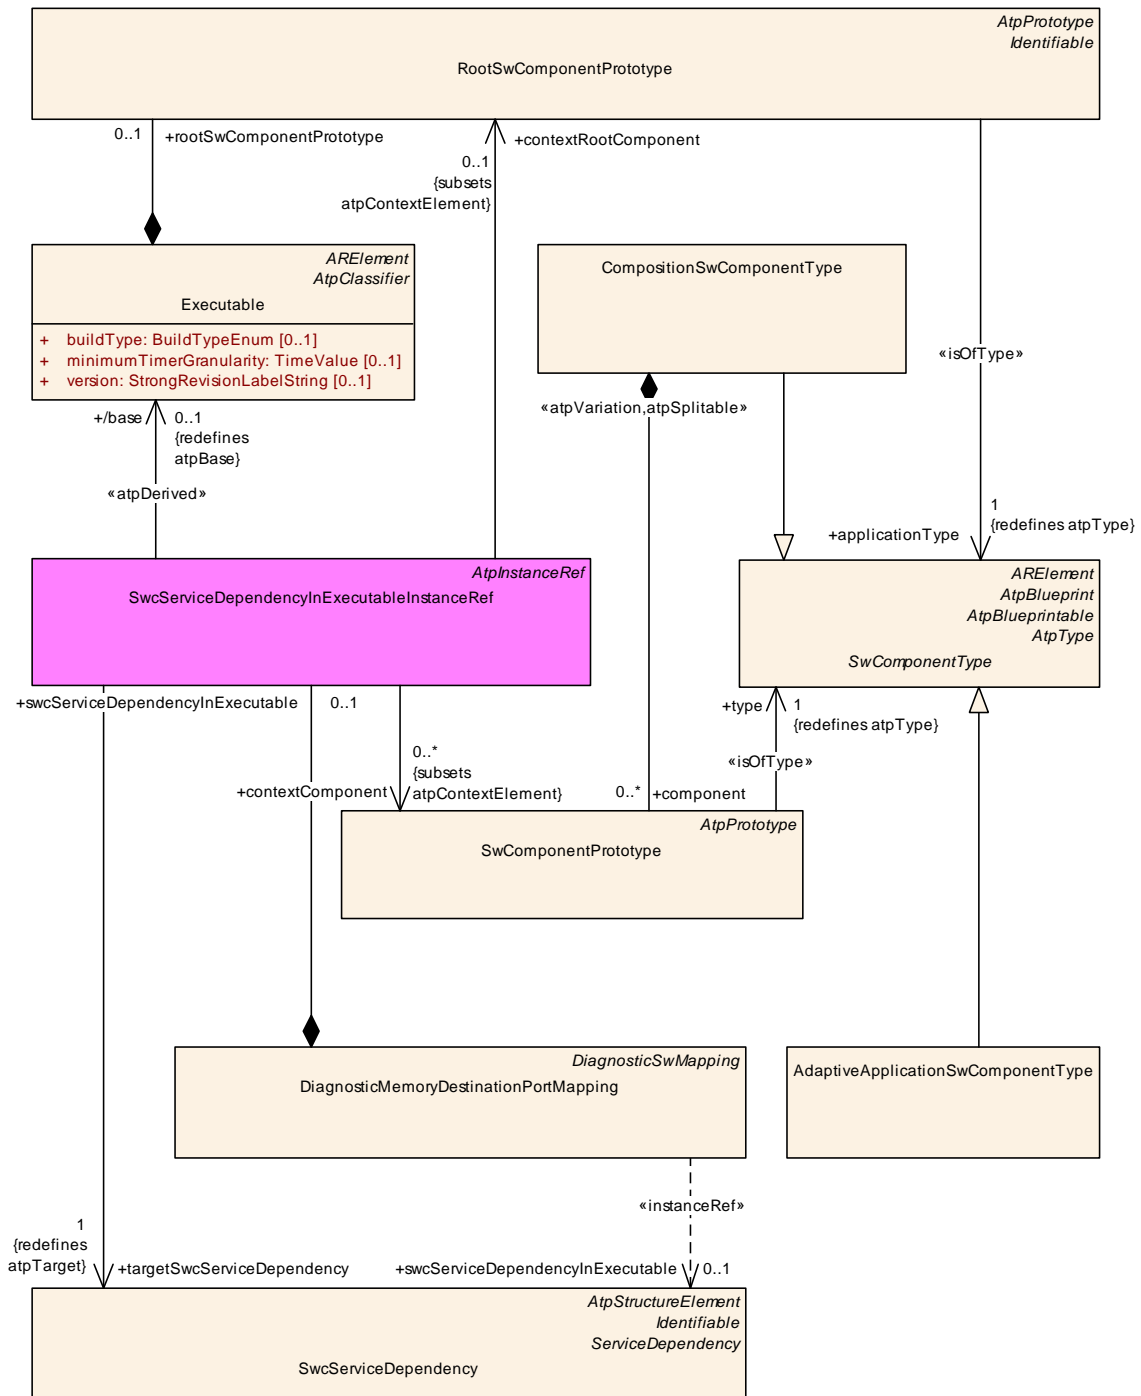 AtpPrototype
Identifiable
RootSwComponentPrototype
0..1
+rootSwComponentPrototype
+contextRootComponent
0..1
{subsets
atpContextElement}
ARElement
AtpClassifier
Executable
+ buildType: BuildTypeEnum [0..1]
+ minimumTimerGranularity: TimeValue [0..1]
+ version: StrongRevisionLabelString [0..1]
CompositionSwComponentType
«isOfType»
«atpVariation,atpSplitable»
+/base
0..1
{redefines
atpBase}
«atpDerived»
1
{redefines atpType}
+applicationType
AtpInstanceRef
SwcServiceDependencyInExecutableInstanceRef
ARElement
AtpBlueprint
AtpBlueprintable
AtpType
SwComponentType
+swcServiceDependencyInExecutable
0..1
+type
1
{redefines atpType}
0..*
{subsets
atpContextElement}
«isOfType»
+contextComponent
0..*
+component
AtpPrototype
SwComponentPrototype
DiagnosticSwMapping
DiagnosticMemoryDestinationPortMapping
AdaptiveApplicationSwComponentType
«instanceRef»
1
{redefines
atpTarget}
+targetSwcServiceDependency
+swcServiceDependencyInExecutable
0..1
AtpStructureElement
Identifiable
ServiceDependency
SwcServiceDependency